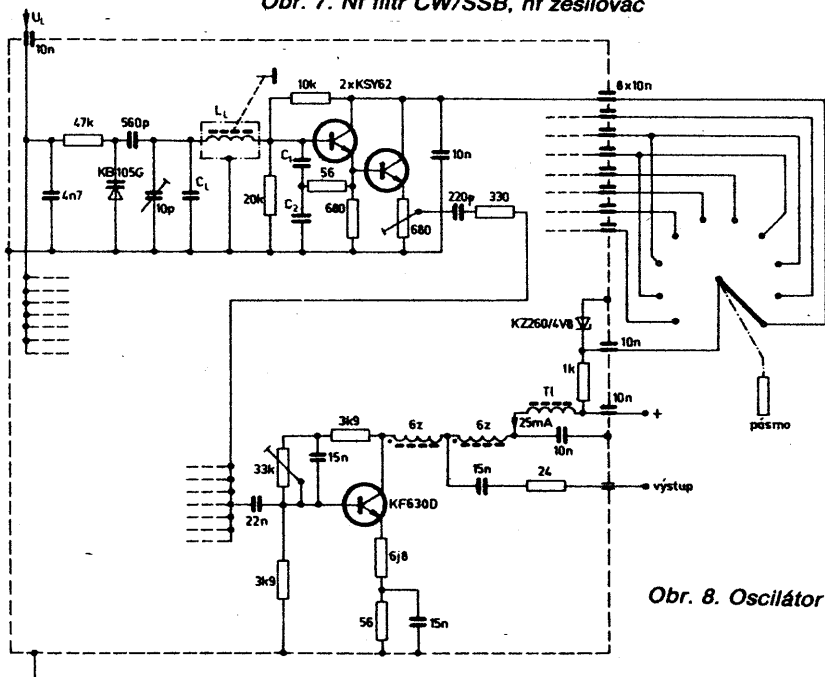 Obr. 7. Nf filtr CW/SSB, nf zesilovač
UL
10n
10k
2xKSY62
8x10n
47k
560p
LL
KB105G
C1
56
10n
4n7
10p
CL
20k
C2
680
220p
330
680
KZ260/4V8
10n
1k
Tl
10n
+
25mA
10n
pásmo
3k9
6z
6z
33k
15n
15n
24
výstup
KF630D
22n
6j8
3k9
56
15n
Obr. 8. Oscilátor